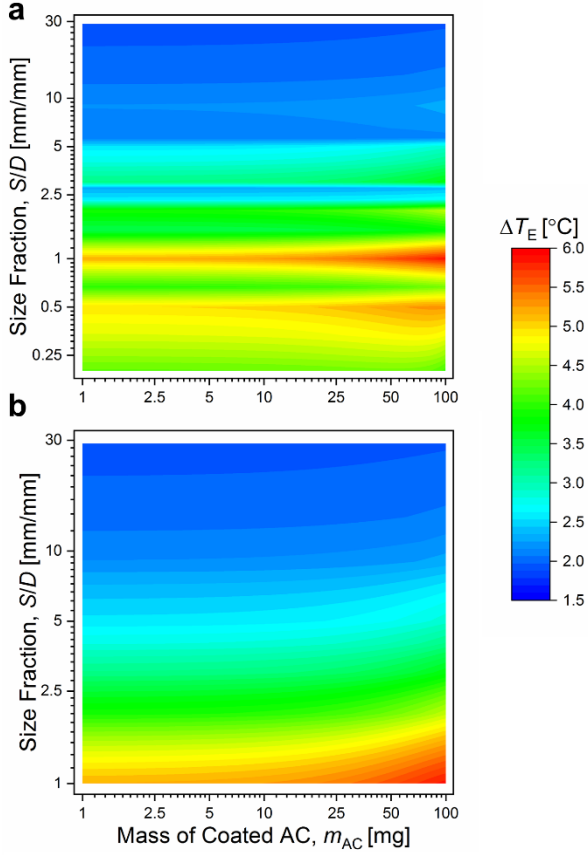 a
Size Fraction, S/D [mm/mm]
30
10
5
2.5
1
0.5
0.25
1 2.5 5 10 25 50 100
b
Size Fraction, S/D [mm/mm]
30
10
5
2.5
1
1 2.5 5 10 25 50 100
Mass of Coated AC, mAC [mg]
ΔTE [°C]
6.0
5.5
5.0
4.5
4.0
3.5
3.0
2.5
2.0
1.5